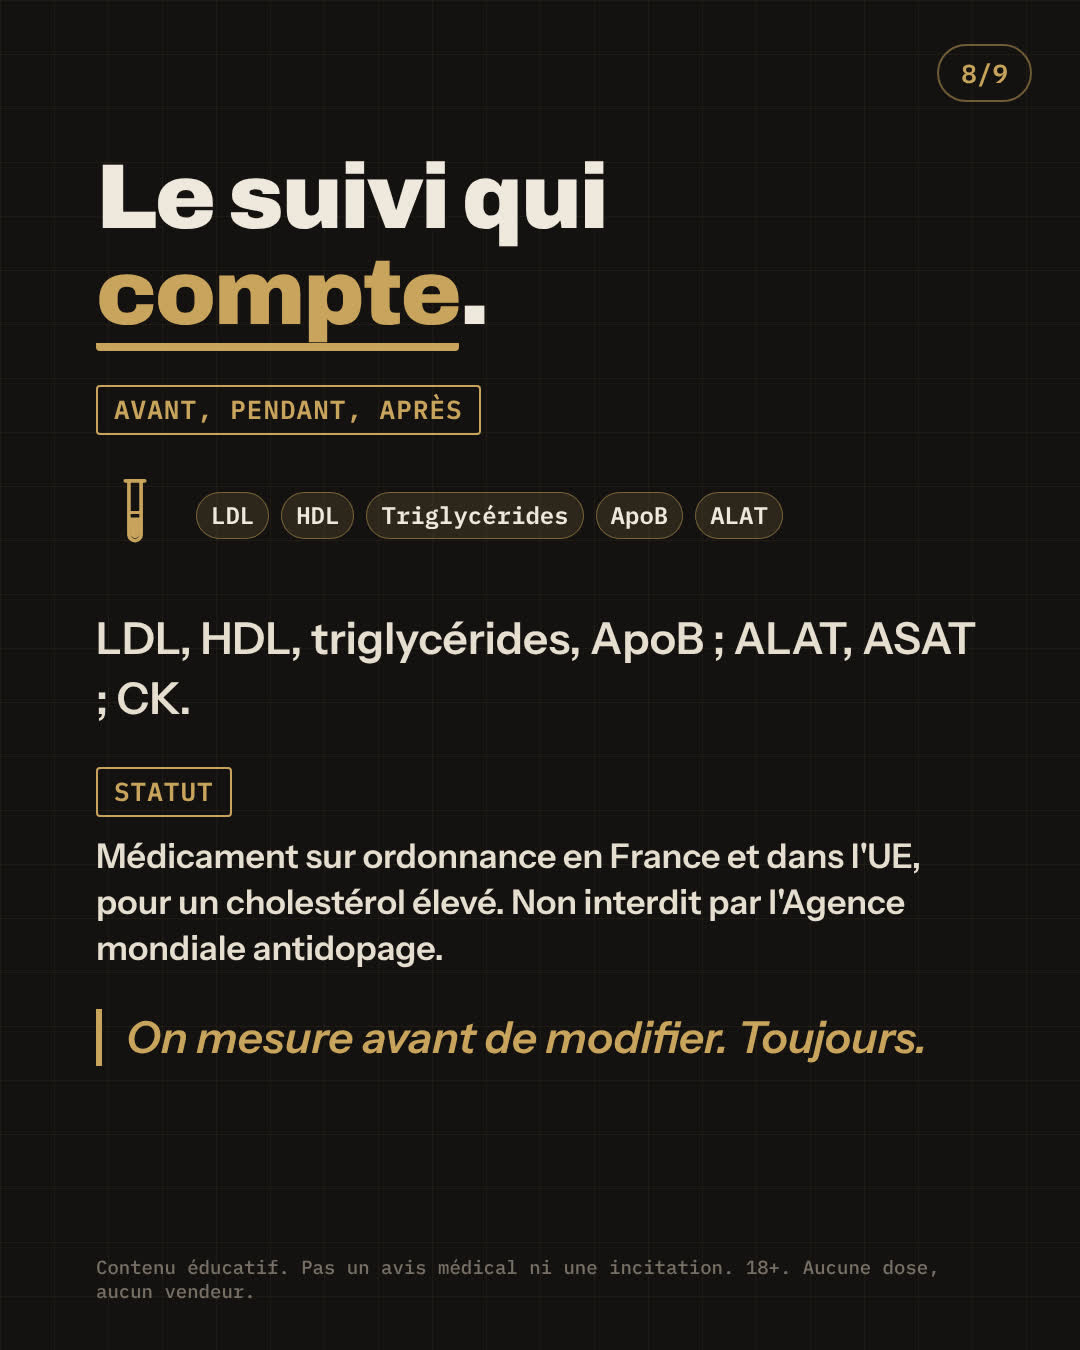 8/9
Le suivi qui
compte.
AVANT, PENDANT, APRÈS
LDL HDL Triglycérides ApoB ALAT
LDL, HDL, triglycérides, ApoB ; ALAT, ASAT
; CK.
STATUT
Médicament sur ordonnance en France et dans l'UE,
pour un cholestérol élevé. Non interdit par l'Agence
mondiale antidopage.
On mesure avant de modifier. Toujours.
Contenu éducatif. Pas un avis médical ni une incitation. 18+. Aucune dose,
aucun vendeur.